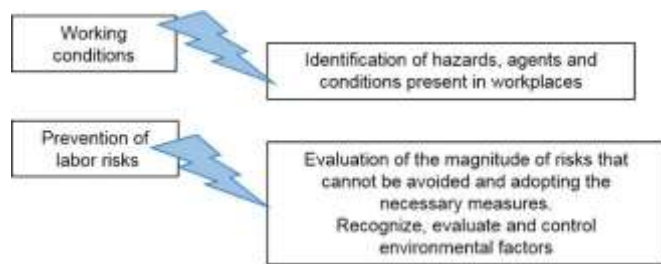 Working
conditions
Identification of hazards, agents and
conditions present in workplaces
Prevention of
labor risks
Evaluation of the magnitude of risks that
cannot be avoided and adopting the
necessary measures.
Recognize, evaluate and control
environmental factors